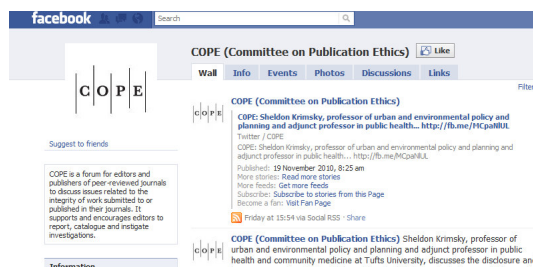 facebook
Search
COPE (Committee on Publication Ethics) Like
Wall Info Events Photos Discussions Links
Filter
C O P E
Suggest to friends
COPE is a forum for editors and
publishers of peer-reviewed journals
to discuss issues related to the
integrity of work submitted to or
published in their journals. It
supports and encourages editors to
report, catalogue and instigate
investigations.
Information
C O P E
COPE (Committee on Publication Ethics)
COPE: Sheldon Krimsky, professor of urban and environmental policy and
planning and adjunct professor in public health... http://fb.me/MCpaNlUL
Twitter / COPE
COPE: Sheldon Krimsky, professor of urban and environmental policy and planning and
adjunct professor in public health... http://fb.me/MCpaNlUL
Published: 19 November 2010, 8:25 am
More stories: Read more stories
More feeds: Get more feeds
Subscribe: Subscribe to stories from this Page
Become a fan: Visit Fan Page
Friday at 15:54 via Social RSS · Share
C O P E
COPE (Committee on Publication Ethics) Sheldon Krimsky, professor of
urban and environmental policy and planning and adjunct professor in public
health and community medicine at Tufts University, discusses the disclosure and